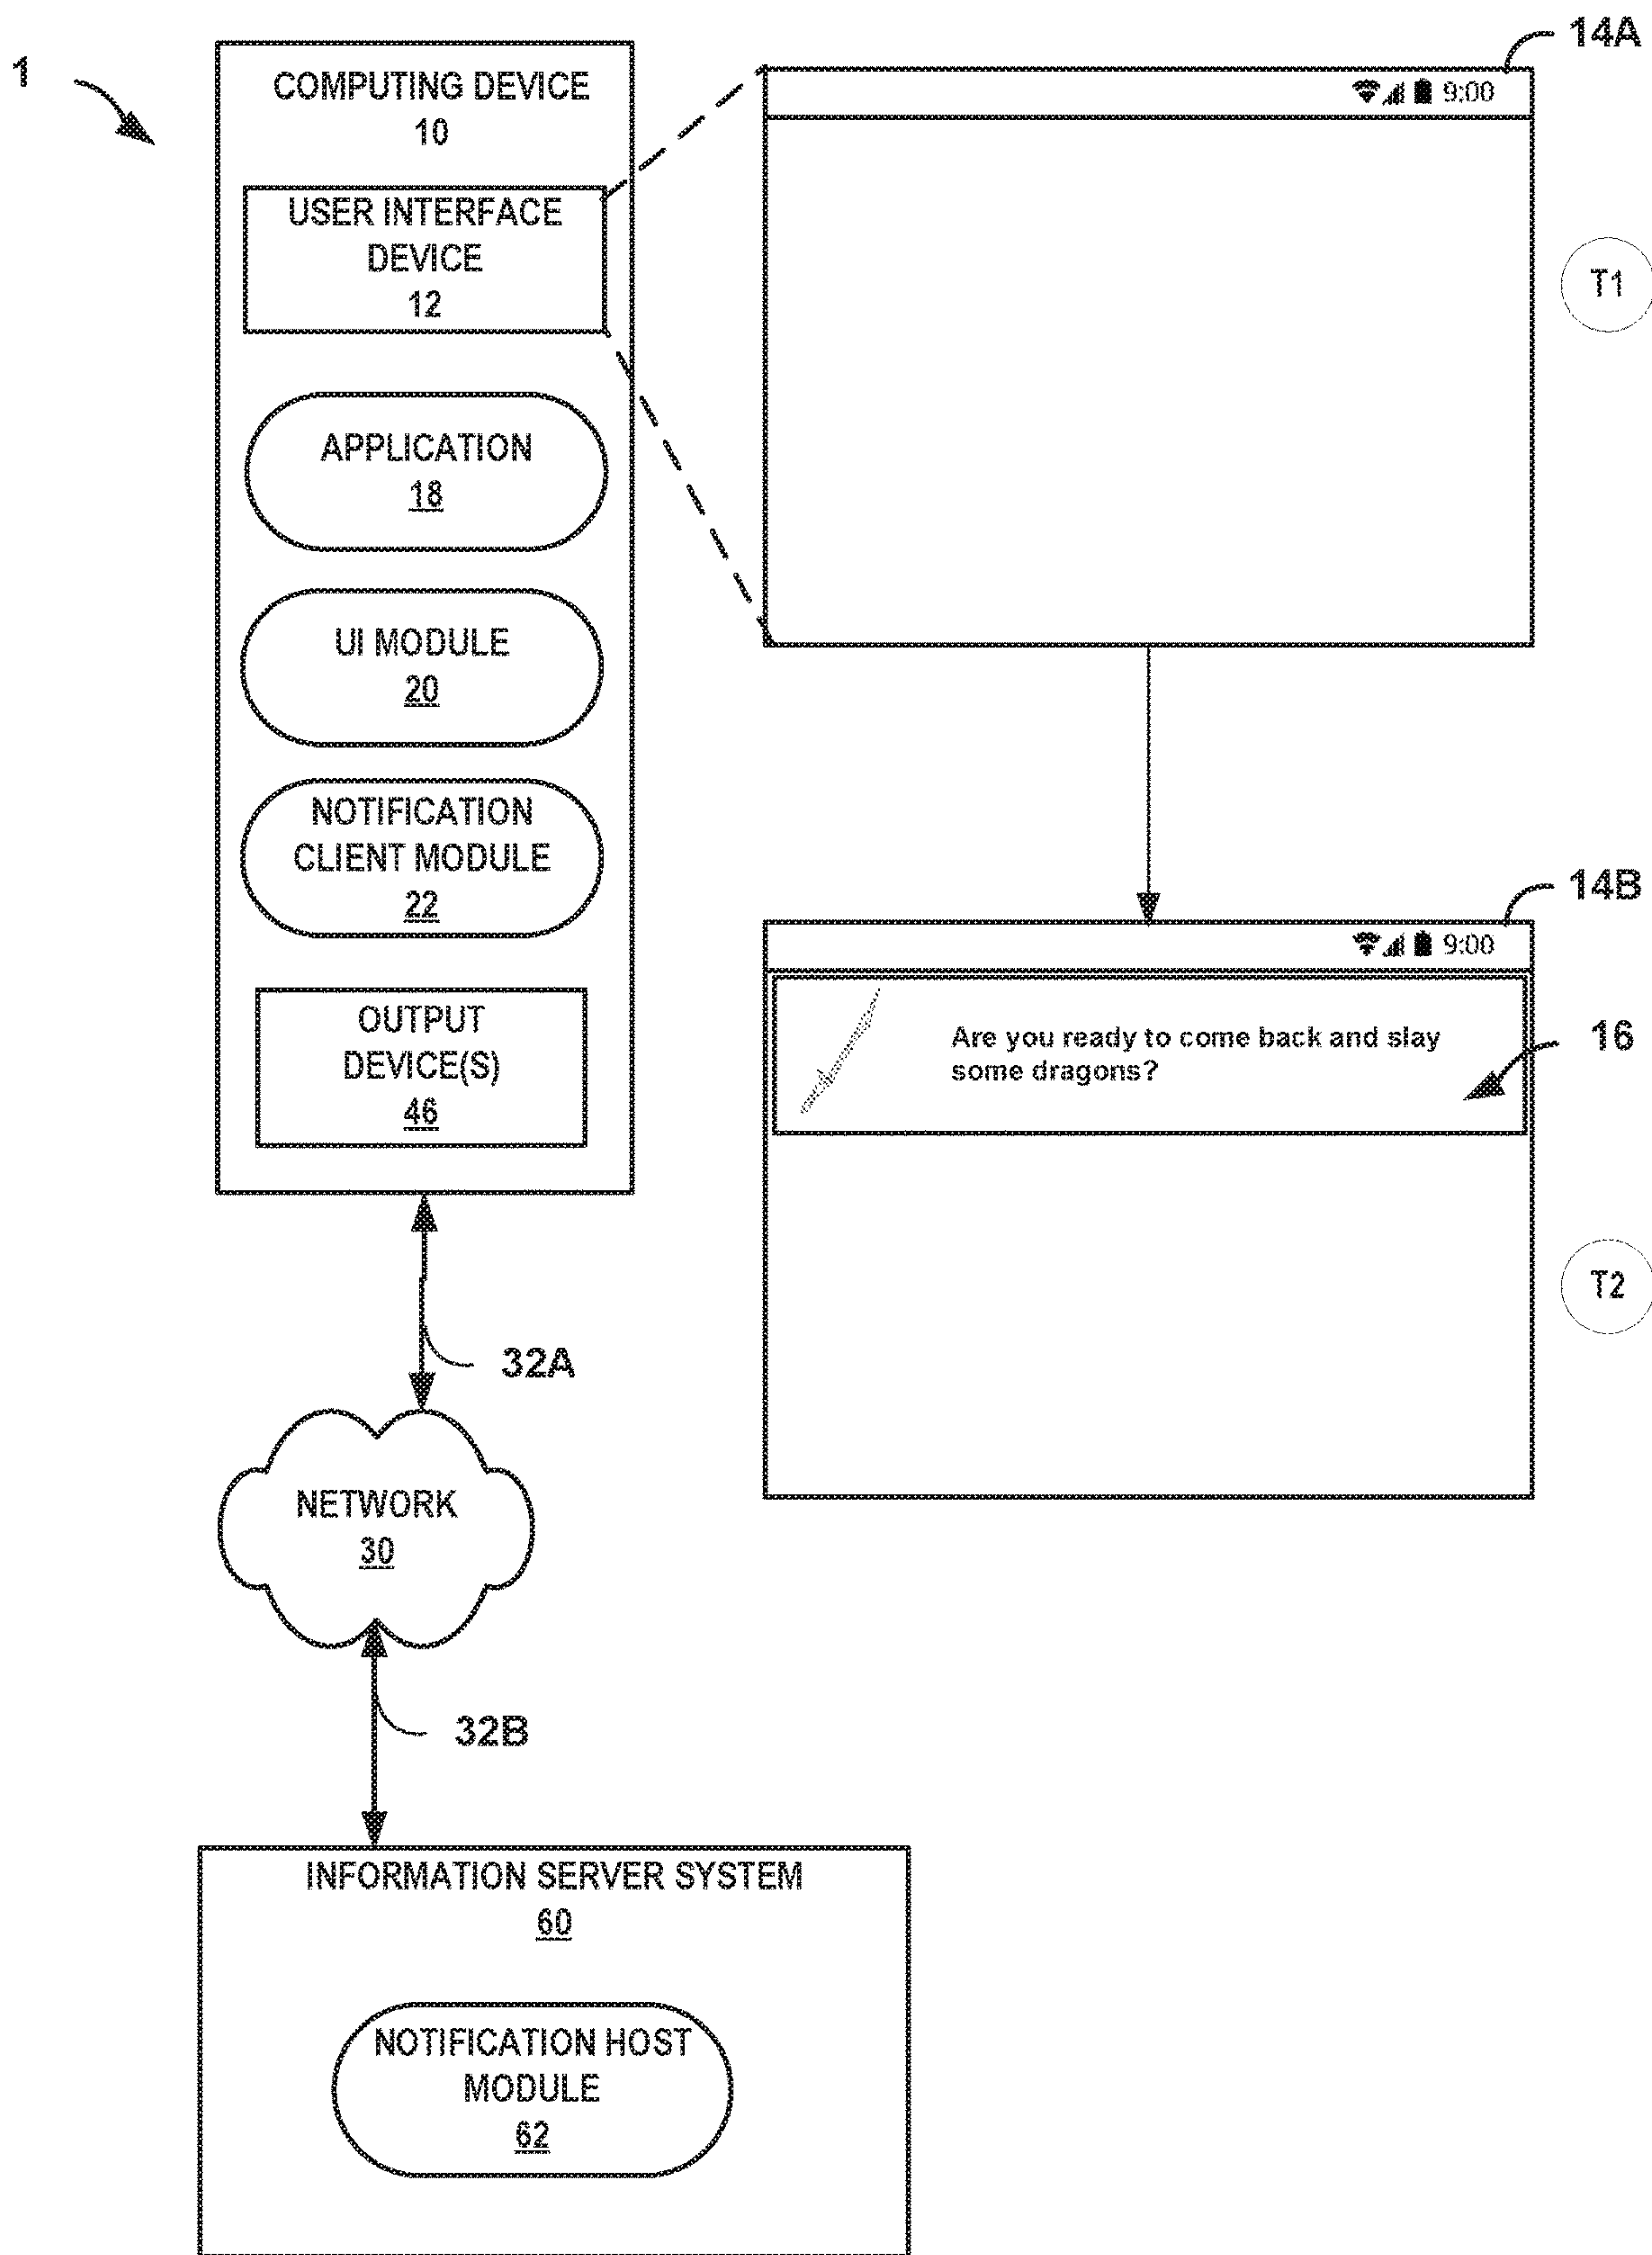 1
COMPUTING DEVICE
10
USER INTERFACE
DEVICE
12
APPLICATION
18
UI MODULE
20
NOTIFICATION
CLIENT MODULE
22
OUTPUT
DEVICE(S)
46
14A
9:00
T1
14B
9:00
Are you ready to come back and slay
some dragons?
16
T2
32A
NETWORK
30
32B
INFORMATION SERVER SYSTEM
60
NOTIFICATION HOST
MODULE
62